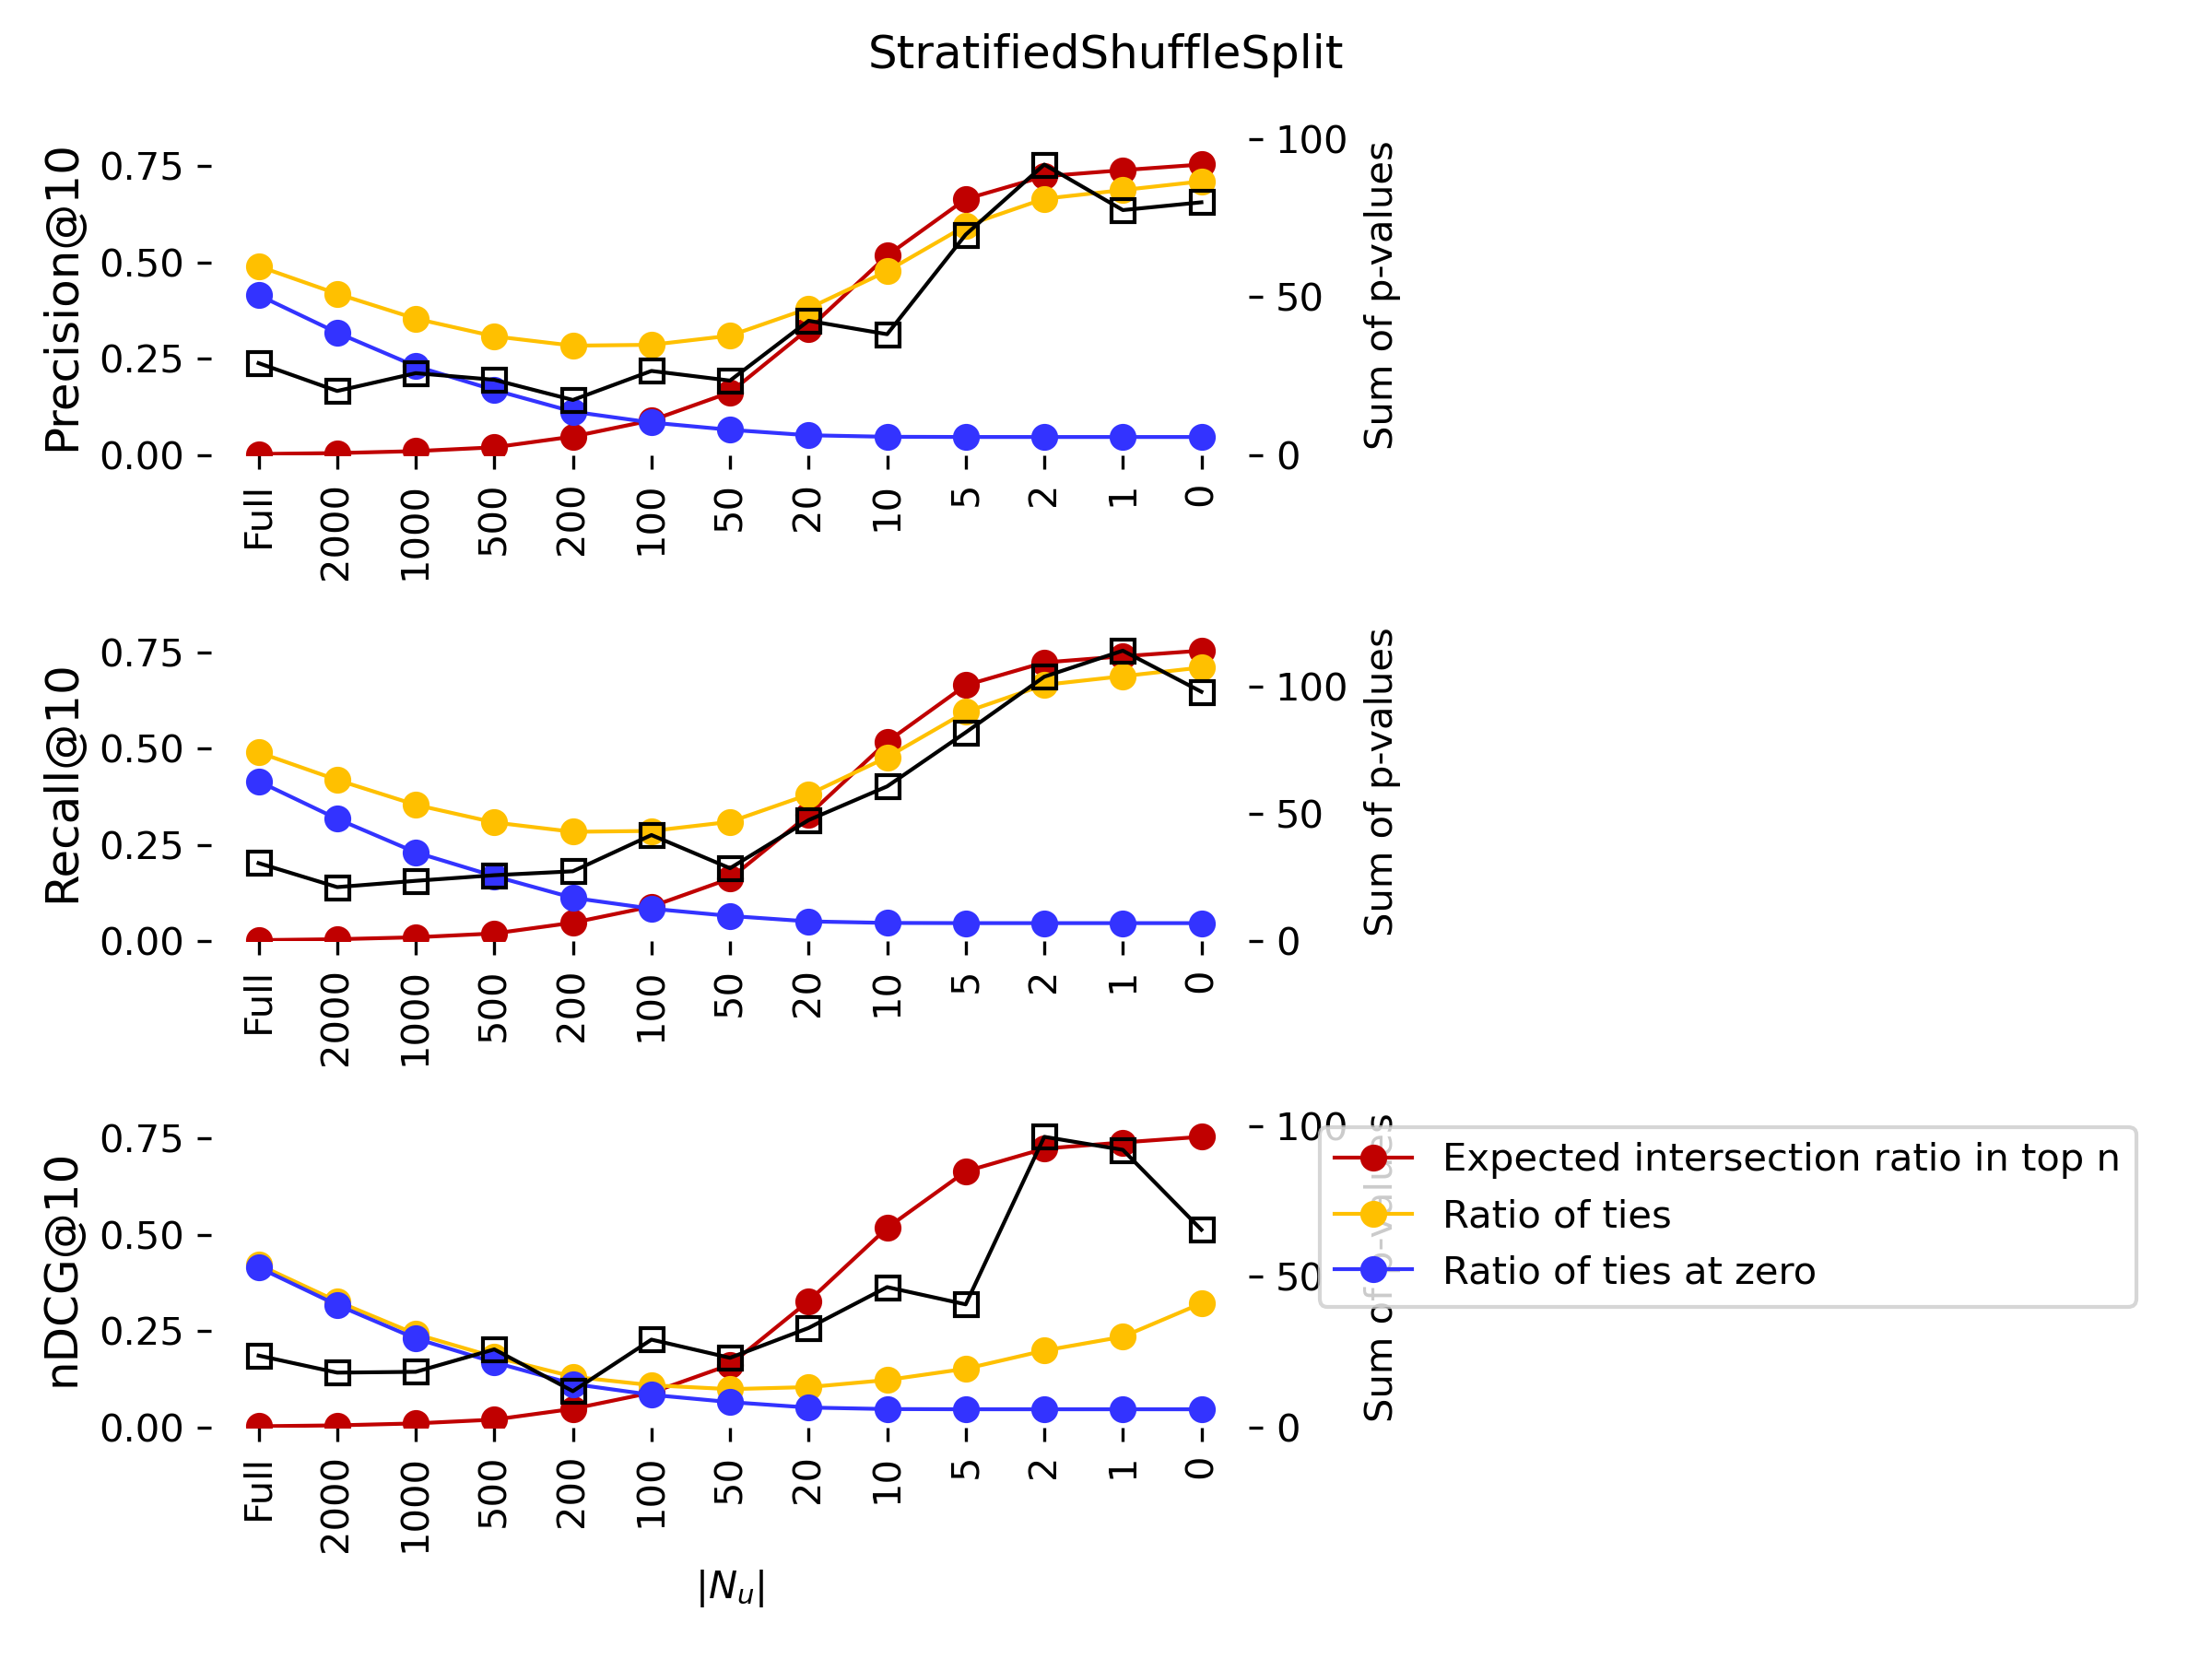 StratifiedShuffleSplit
Precision@10
0.75
0.50
0.25
0.00
100
50
0
Sum of p-values
Full 2000 1000 500 200 100 50 20 10 5 2 1 0
Recall@10
0.75
0.50
0.25
0.00
100
50
0
Sum of p-values
Full 2000 1000 500 200 100 50 20 10 5 2 1 0
nDCG@10
0.75
0.50
0.25
0.00
100
50
0
Sum of p-values
Expected intersection ratio in top n
Ratio of ties
Ratio of ties at zero
Full 2000 1000 500 200 100 50 20 10 5 2 1 0
|N_u|